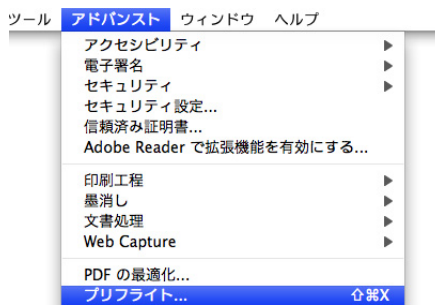 ツール アドバンスト ウィンドウ ヘルプ
アクセシビリティ ▶
電子署名 ▶
セキュリティ ▶
セキュリティ設定...
信頼済み証明書...
Adobe Reader で拡張機能を有効にする...
印刷工程 ▶
墨消し ▶
文書処理 ▶
Web Capture ▶
PDF の最適化...
プリフライト... ⇧⌘X